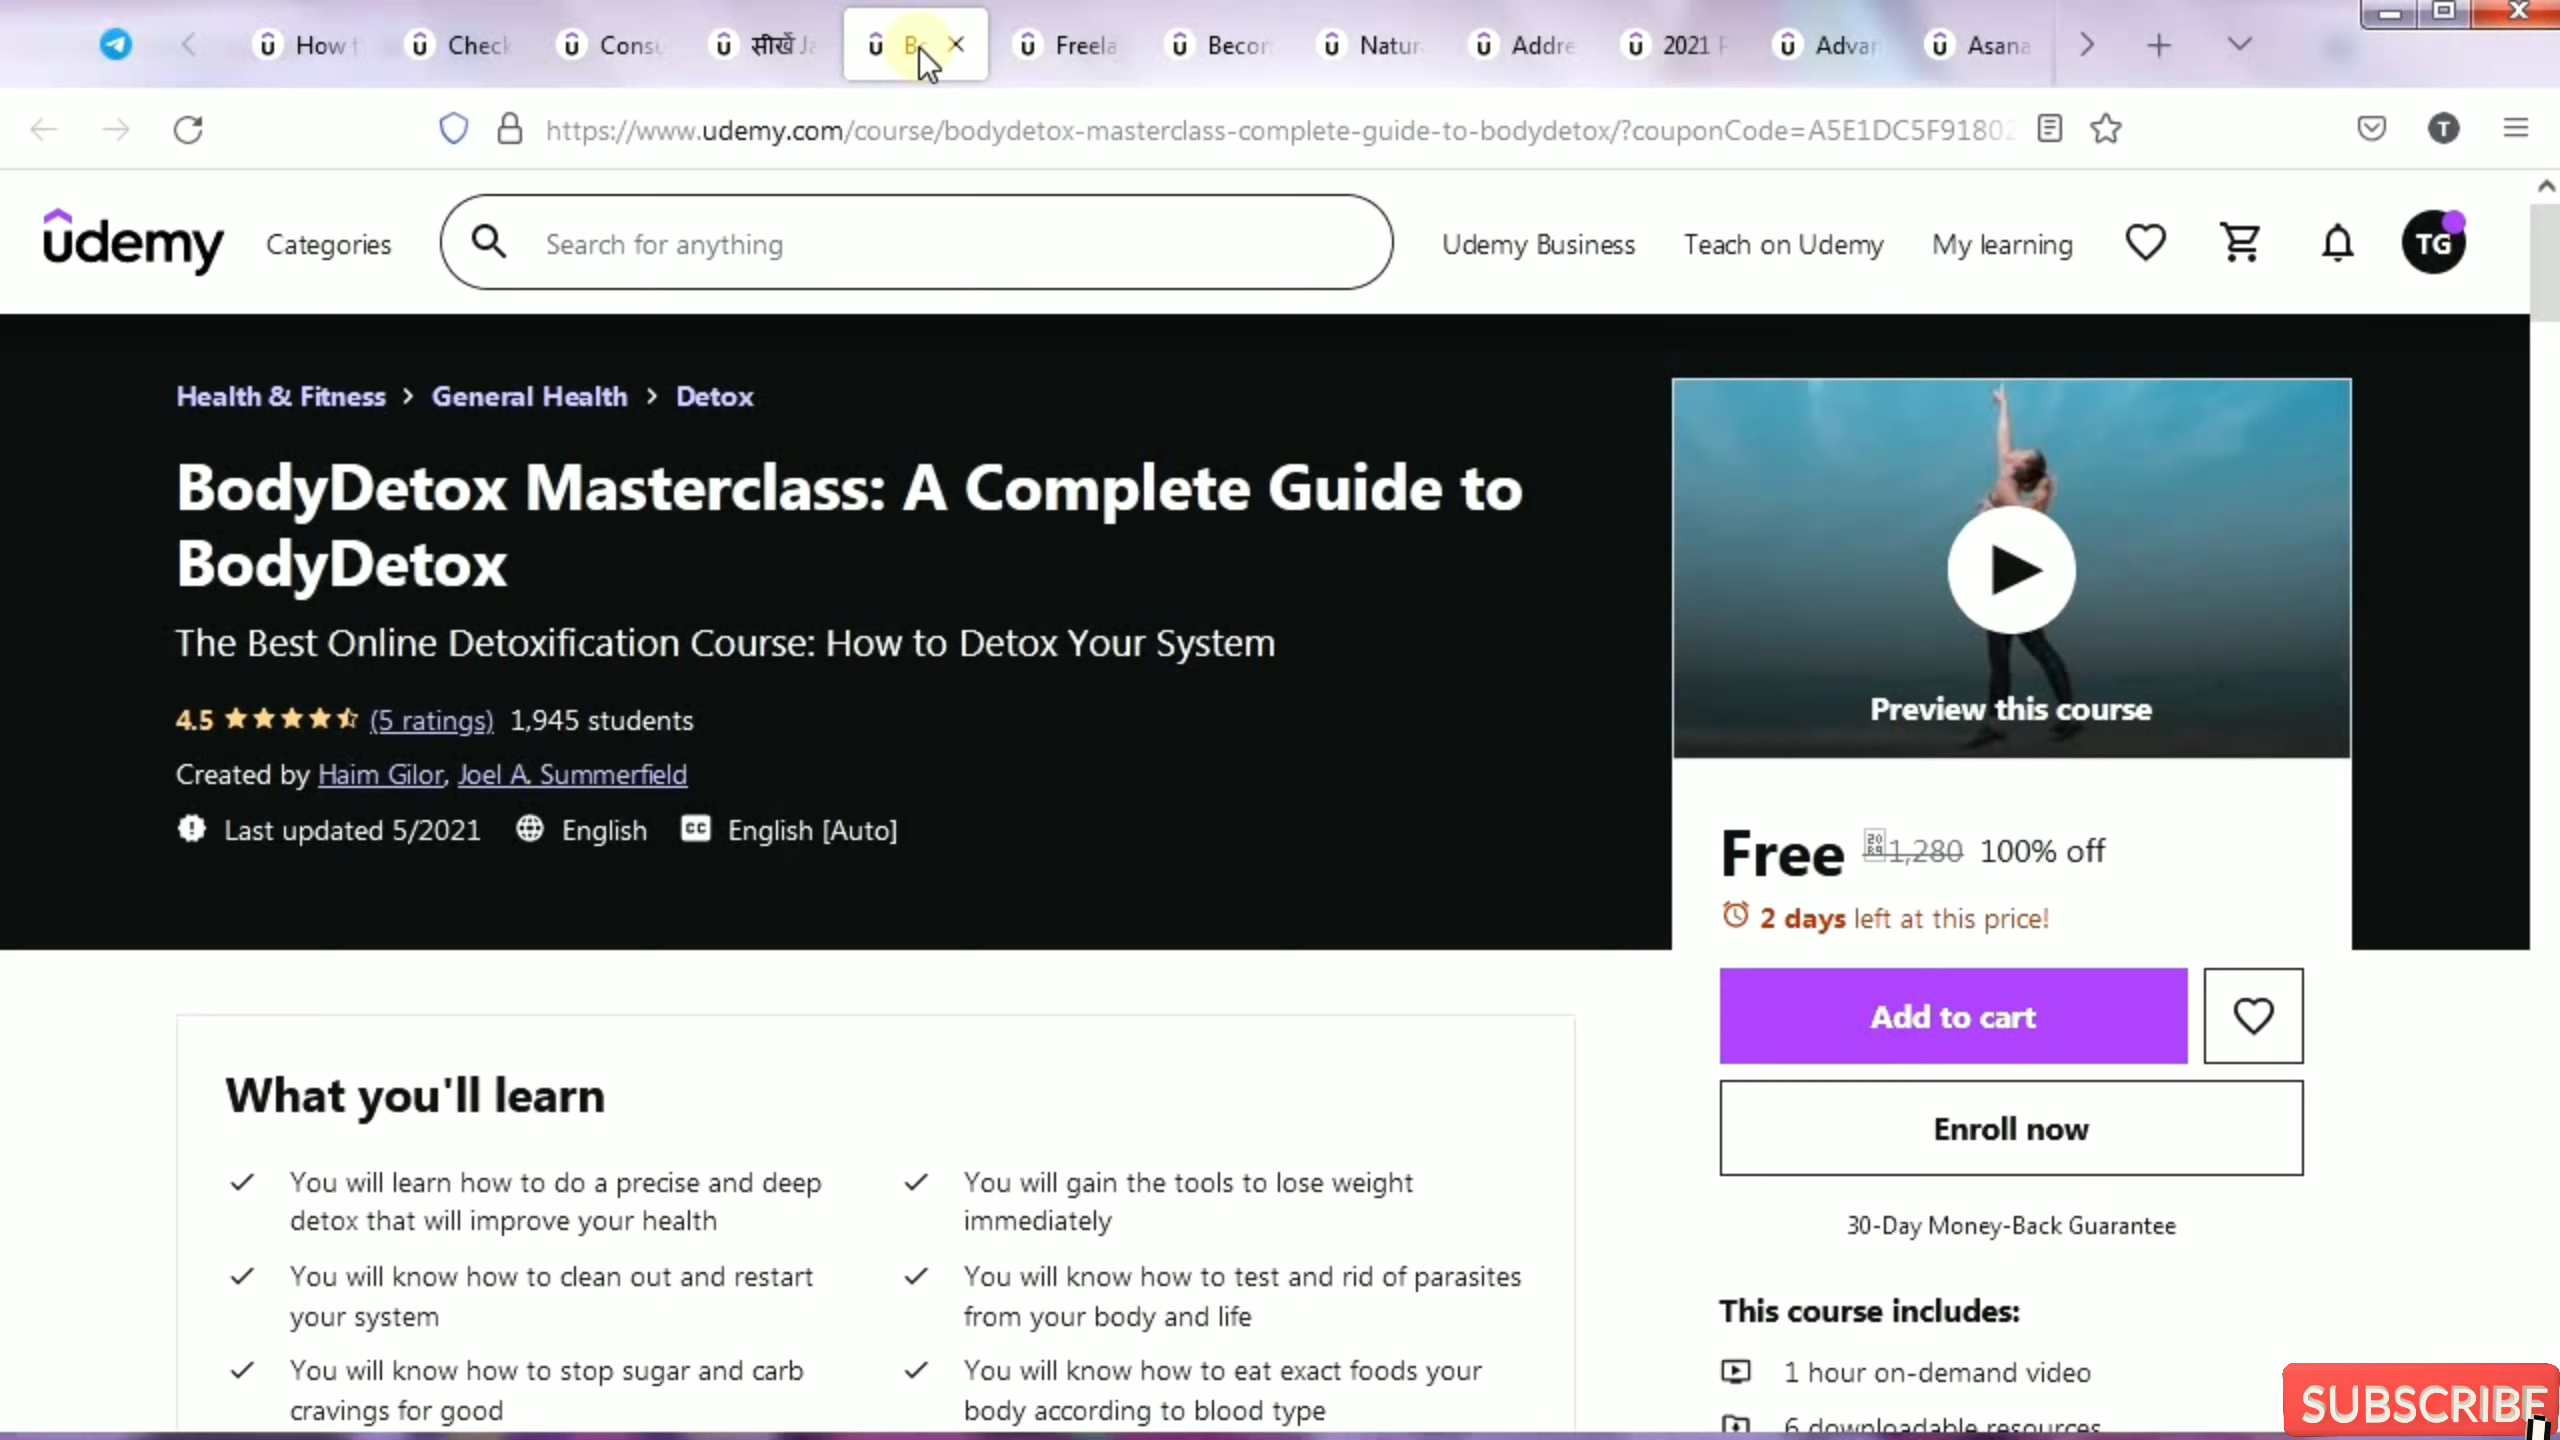 How t
Check
Consu
सीखें Ja
Freela
Becon
Natur
Addre
2021 F
Advan
Asana
https://www.udemy.com/course/bodydetox-masterclass-complete-guide-to-bodydetox/?couponCode=A5E1DC5F91802
T
udemy
Categories
Search for anything
Udemy Business
Teach on Udemy
My learning
TG
Health & Fitness > General Health > Detox
BodyDetox Masterclass: A Complete Guide to
BodyDetox
The Best Online Detoxification Course: How to Detox Your System
4.5 (5 ratings) 1,945 students
Created by Haim Gilor, Joel A. Summerfield
Last updated 5/2021 English CC English [Auto]
Preview this course
Free 1,280 100% off
2 days left at this price!
Add to cart
Enroll now
30-Day Money-Back Guarantee
This course includes:
1 hour on-demand video
6 downloadable resources
What you'll learn
You will learn how to do a precise and deep
detox that will improve your health
You will gain the tools to lose weight
immediately
You will know how to clean out and restart
your system
You will know how to test and rid of parasites
from your body and life
You will know how to stop sugar and carb
cravings for good
You will know how to eat exact foods your
body according to blood type
SUBSCRIBE